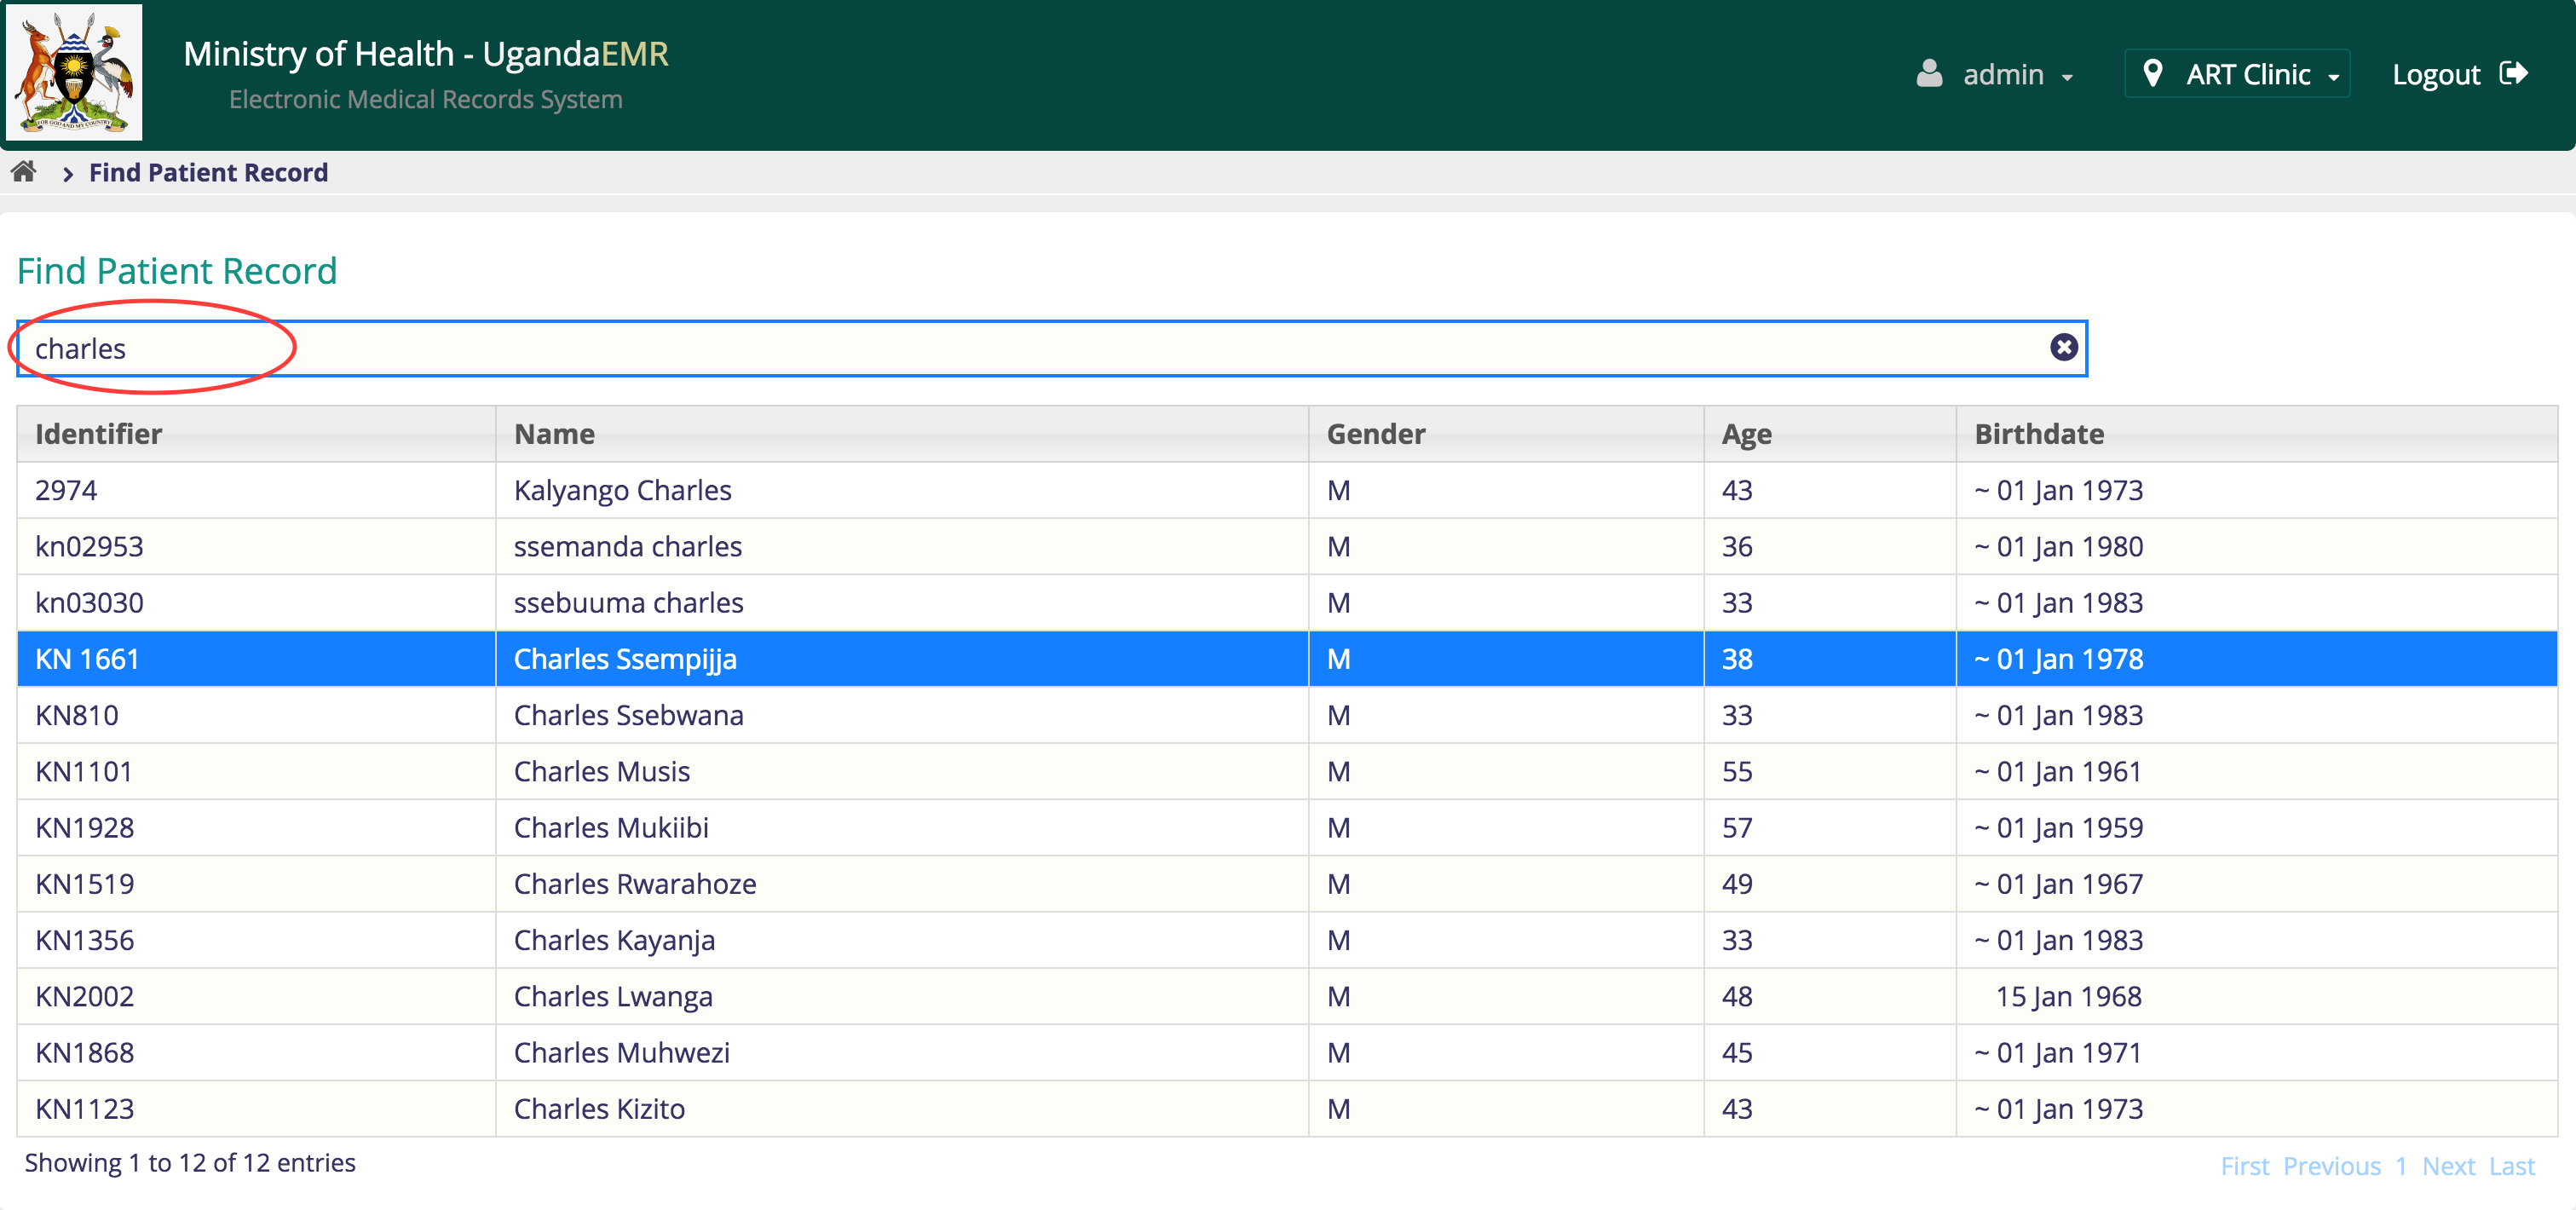 Ministry of Health - UgandaEMR
Electronic Medical Records System
admin
ART Clinic
Logout
FOR GOD AND MY COUNTRY
Find Patient Record
Find Patient Record
charles
Identifier Name Gender Age Birthdate
2974 Kalyango Charles M 43 ~ 01 Jan 1973
kn02953 ssemanda charles M 36 ~ 01 Jan 1980
kn03030 ssebuuma charles M 33 ~ 01 Jan 1983
KN 1661 Charles Ssempijja M 38 ~ 01 Jan 1978
KN810 Charles Ssebwana M 33 ~ 01 Jan 1983
KN1101 Charles Musis M 55 ~ 01 Jan 1961
KN1928 Charles Mukiibi M 57 ~ 01 Jan 1959
KN1519 Charles Rwarahoze M 49 ~ 01 Jan 1967
KN1356 Charles Kayanja M 33 ~ 01 Jan 1983
KN2002 Charles Lwanga M 48 15 Jan 1968
KN1868 Charles Muhwezi M 45 ~ 01 Jan 1971
KN1123 Charles Kizito M 43 ~ 01 Jan 1973
Showing 1 to 12 of 12 entries
First Previous 1 Next Last